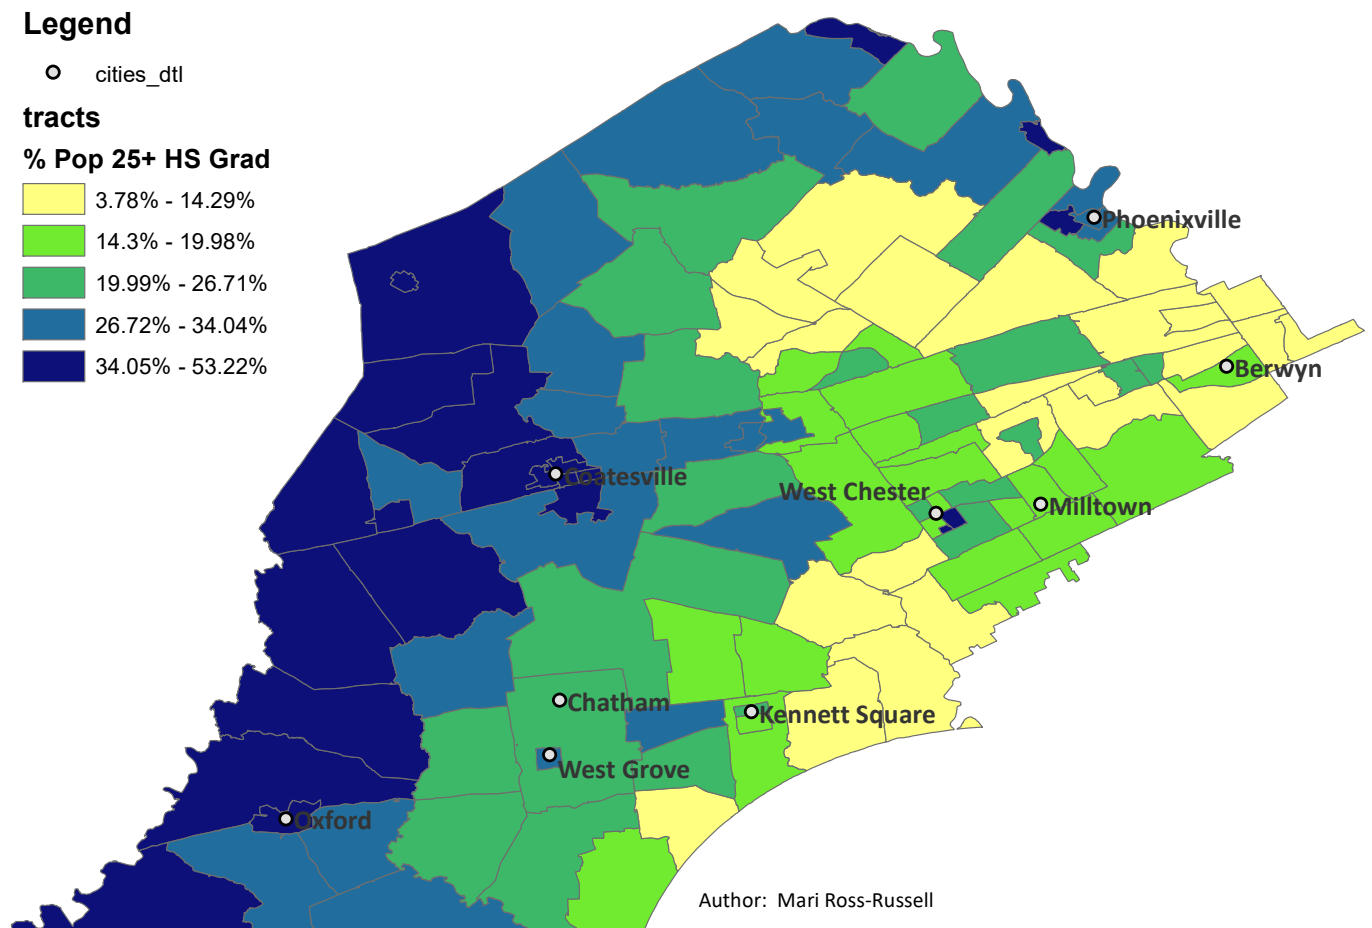 Legend
cities_dtl
tracts
% Pop 25+ HS Grad
3.78% - 14.29%
14.3% - 19.98%
19.99% - 26.71%
26.72% - 34.04%
34.05% - 53.22%
Phoenixville
Berwyn
Coatesville
West Chester
Milltown
Chatham
Kennett Square
West Grove
Oxford
Author:  Mari Ross-Russell